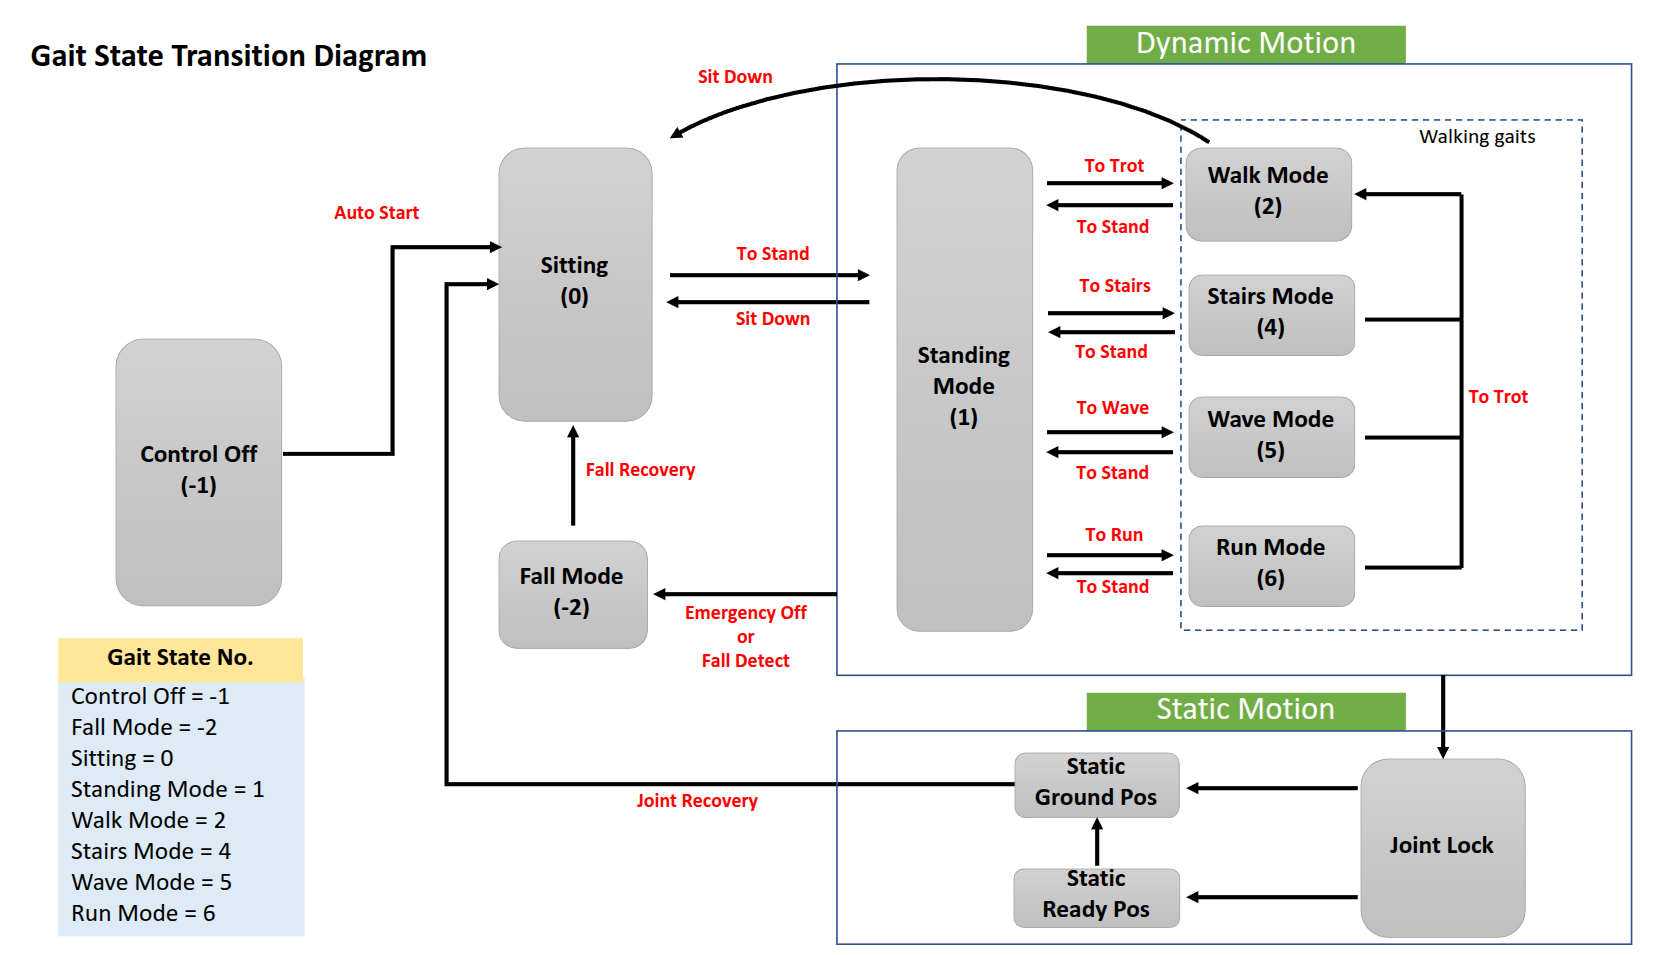 Gait State Transition Diagram
Dynamic Motion
Sit Down
Walking gaits
Auto Start
Sitting
(0)
To Stand
Sit Down
Control Off
(-1)
Fall Recovery
Fall Mode
(-2)
Emergency Off
or
Fall Detect
Standing
Mode
(1)
To Trot
To Stand
Walk Mode
(2)
To Stairs
To Stand
Stairs Mode
(4)
To Wave
To Stand
Wave Mode
(5)
To Run
To Stand
Run Mode
(6)
To Trot
Gait State No.
Control Off = -1
Fall Mode = -2
Sitting = 0
Standing Mode = 1
Walk Mode = 2
Stairs Mode = 4
Wave Mode = 5
Run Mode = 6
Static Motion
Joint Recovery
Static
Ground Pos
Static
Ready Pos
Joint Lock